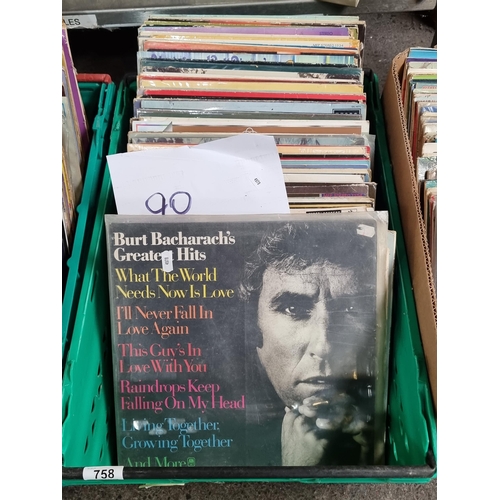 LES
90
Burt Bacharach's
Greatest Hits
What The World
Needs Now Is Love
I'll Never Fall In
Love Again
This Guy's In
Love With You
Raindrops Keep
Falling On My Head
Living Together,
Growing Together
And More
758